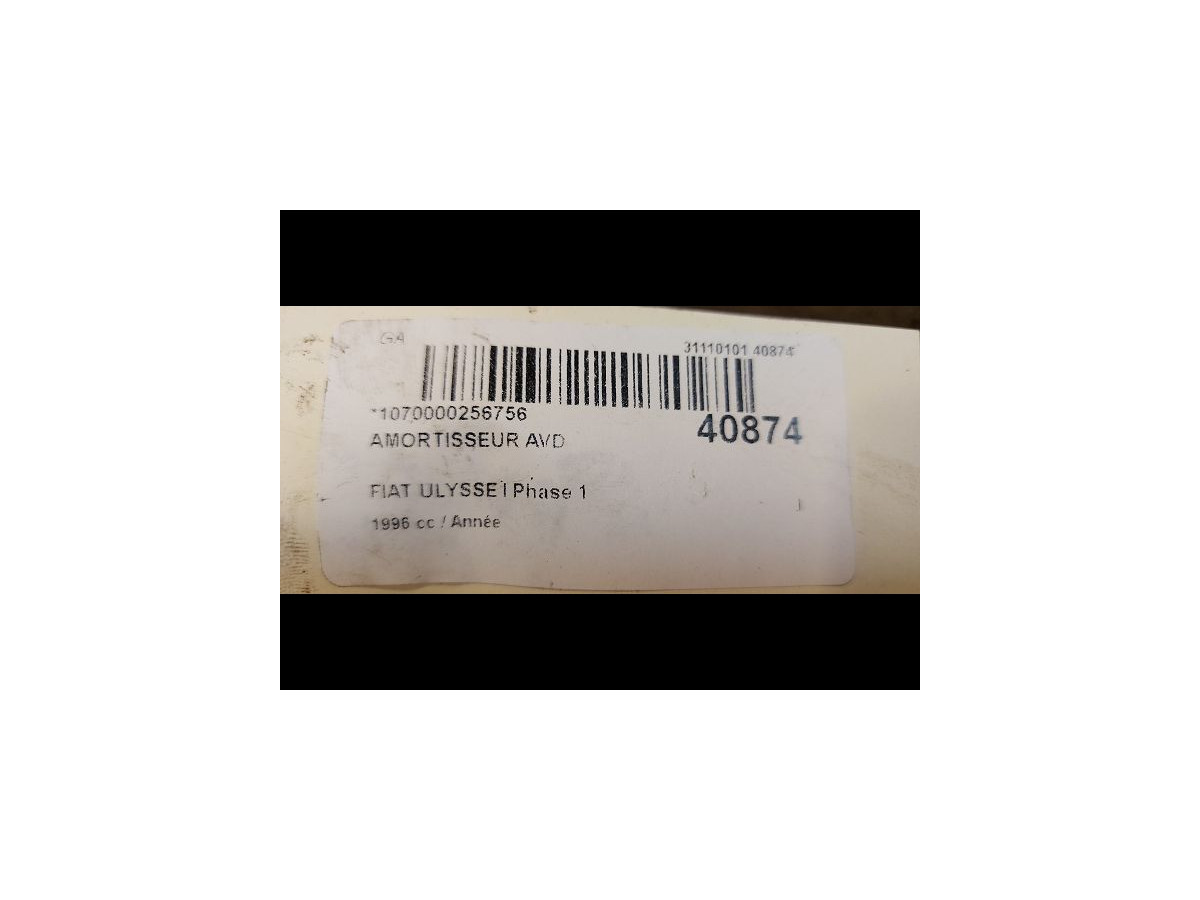 GA
31110101 40874
*1070000256756
40874
AMORTISSEUR AVD
FIAT ULYSSE I Phase 1
1996 cc / Année